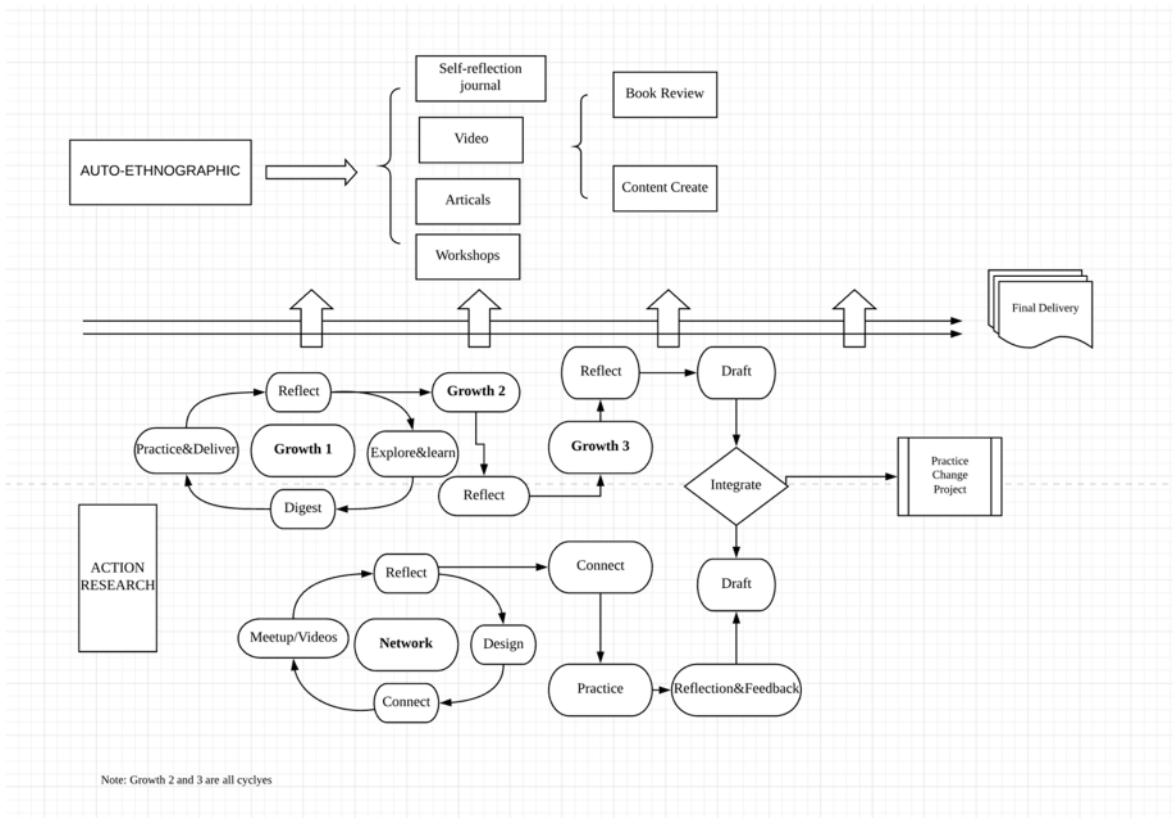 Self-reflection
journal
Book Review
Video
AUTO-ETHNOGRAPHIC
Content Create
Articals
Workshops
Final Delivery
Reflect
Draft
Reflect
Growth 2
Practice&Deliver
Growth 1
Explore&learn
Growth 3
Reflect
Integrate
Practice
Change
Project
Digest
ACTION
RESEARCH
Reflect
Connect
Draft
Meetup/Videos
Network
Design
Connect
Practice
Reflection&Feedback
Note: Growth 2 and 3 are all cyclyes